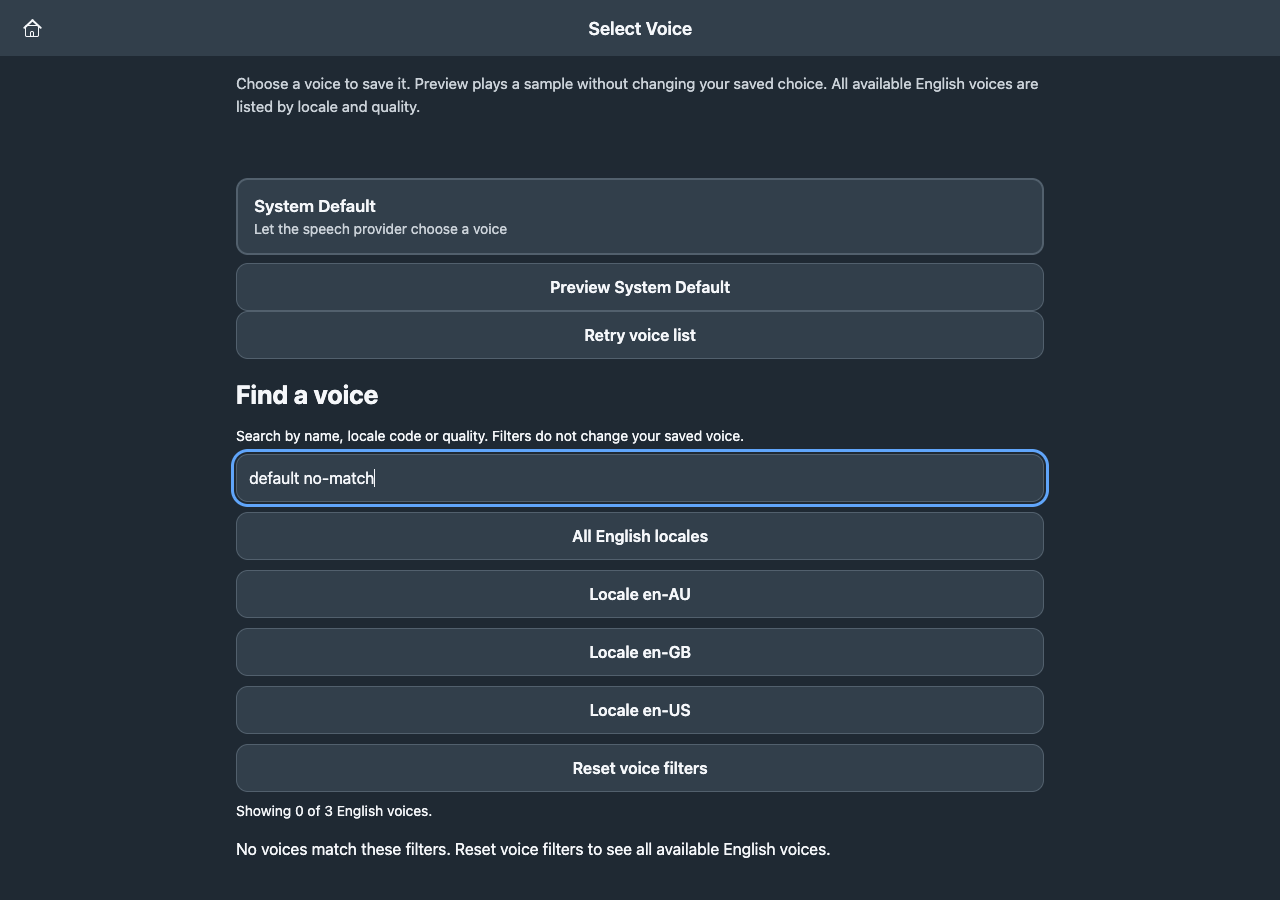 Select Voice
Choose a voice to save it. Preview plays a sample without changing your saved choice. All available English voices are
listed by locale and quality.
System Default
Let the speech provider choose a voice
Preview System Default
Retry voice list
Find a voice
Search by name, locale code or quality. Filters do not change your saved voice.
default no-match
All English locales
Locale en-AU
Locale en-GB
Locale en-US
Reset voice filters
Showing 0 of 3 English voices.
No voices match these filters. Reset voice filters to see all available English voices.